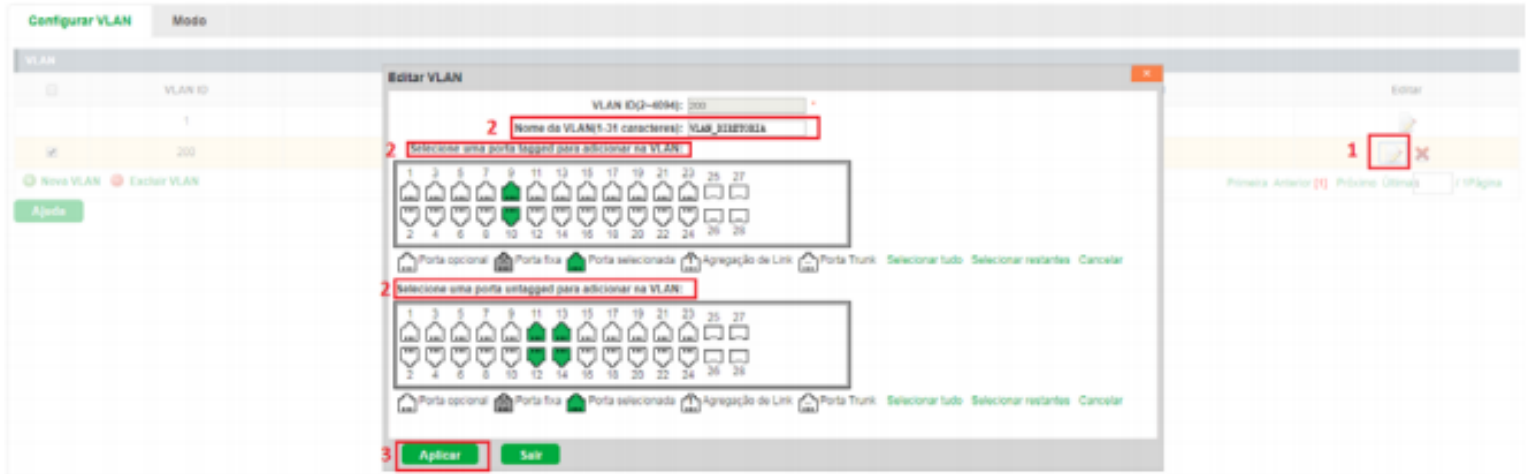 Configurar VLAN Modo
VLAN
VLAN ID Editar
1
200
Nova VLAN Excluir VLAN
Primeira Anterior [1] Próximo Última / 1Página
Ajuda
Editar VLAN
VLAN ID(2~4094): 200 *
2 Nome da VLAN(1-31 caracteres): VLAN_DIRETORIA
2 Selecione uma porta tagged para adicionar na VLAN:
1 3 5 7 9 11 13 15 17 19 21 23 25 27
2 4 6 8 10 12 14 16 18 20 22 24 26 28
Porta opcional Porta fixa Porta selecionada Agregação de Link Porta Trunk Selecionar tudo Selecionar restantes Cancelar
2 Selecione uma porta untagged para adicionar na VLAN:
1 3 5 7 9 11 13 15 17 19 21 23 25 27
2 4 6 8 10 12 14 16 18 20 22 24 26 28
Porta opcional Porta fixa Porta selecionada Agregação de Link Porta Trunk Selecionar tudo Selecionar restantes Cancelar
3 Aplicar Sair
1